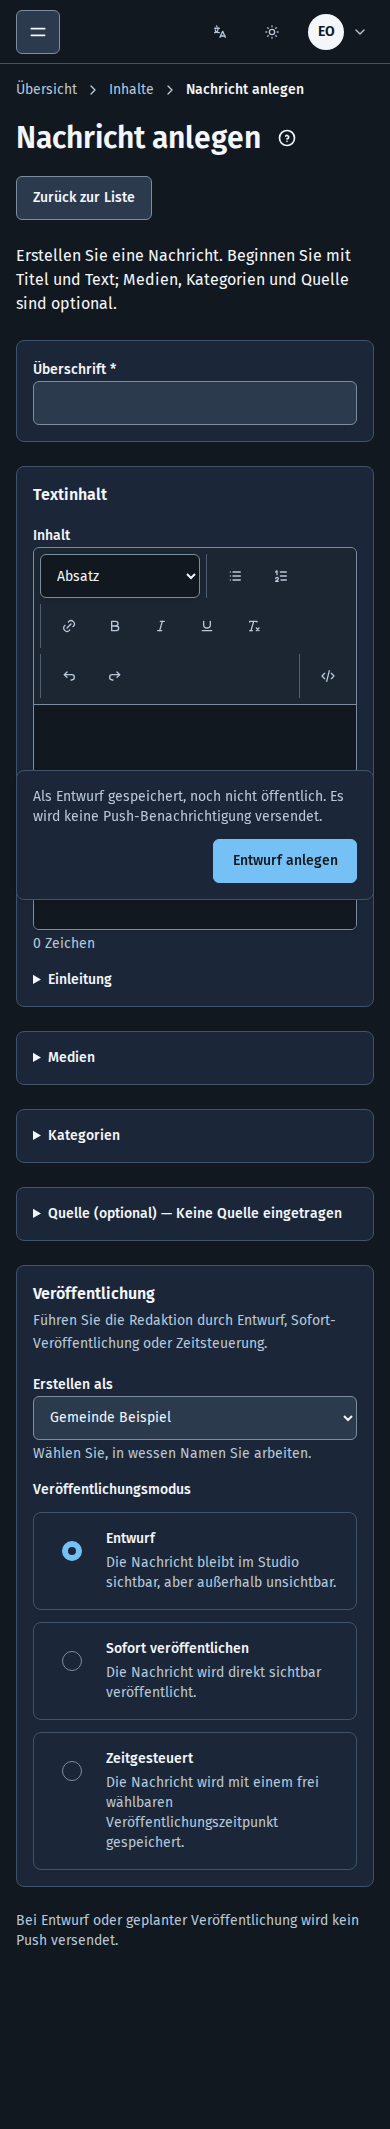 EO
Übersicht > Inhalte > Nachricht anlegen
Nachricht anlegen
Zurück zur Liste
Erstellen Sie eine Nachricht. Beginnen Sie mit
Titel und Text; Medien, Kategorien und Quelle
sind optional.
Überschrift *
Textinhalt
Inhalt
Absatz
Als Entwurf gespeichert, noch nicht öffentlich. Es
wird keine Push-Benachrichtigung versendet.
Entwurf anlegen
0 Zeichen
Einleitung
Medien
Kategorien
Quelle (optional) — Keine Quelle eingetragen
Veröffentlichung
Führen Sie die Redaktion durch Entwurf, Sofort-
Veröffentlichung oder Zeitsteuerung.
Erstellen als
Gemeinde Beispiel
Wählen Sie, in wessen Namen Sie arbeiten.
Veröffentlichungsmodus
Entwurf
Die Nachricht bleibt im Studio
sichtbar, aber außerhalb unsichtbar.
Sofort veröffentlichen
Die Nachricht wird direkt sichtbar
veröffentlicht.
Zeitgesteuert
Die Nachricht wird mit einem frei
wählbaren
Veröffentlichungszeitpunkt
gespeichert.
Bei Entwurf oder geplanter Veröffentlichung wird kein
Push versendet.